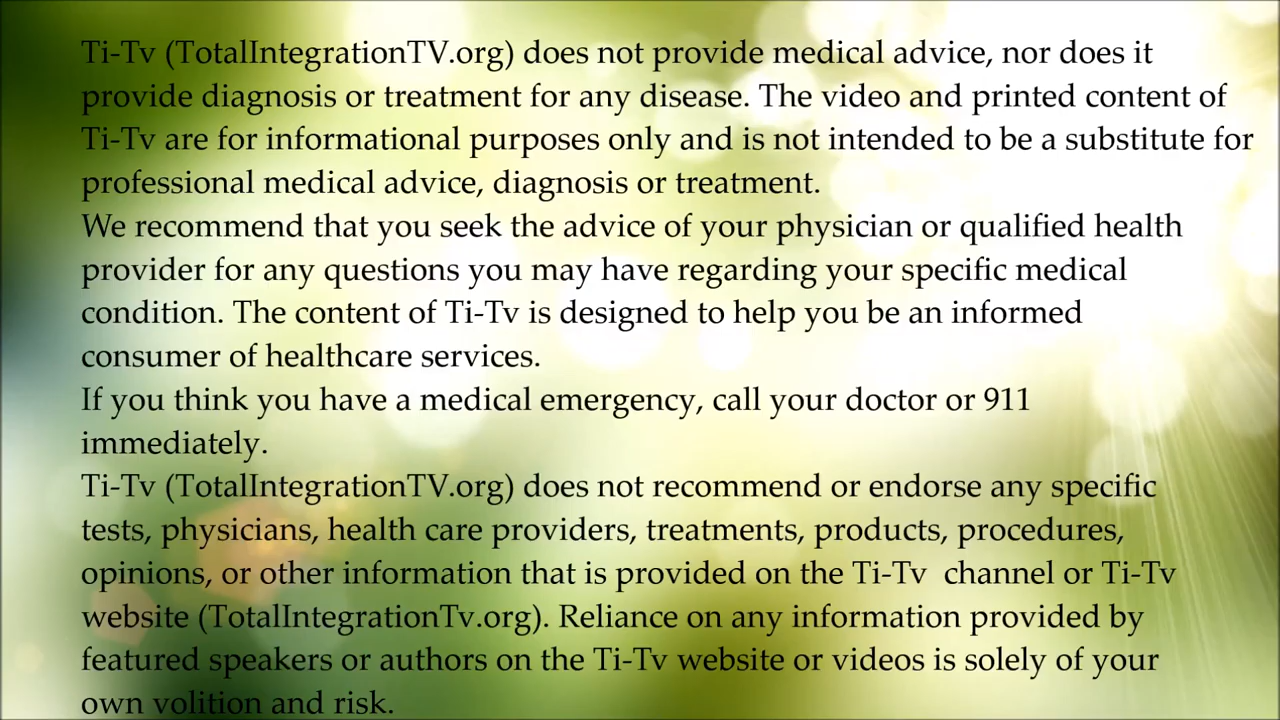 Ti-Tv (TotalIntegrationTV.org) does not provide medical advice, nor does it
provide diagnosis or treatment for any disease. The video and printed content of
Ti-Tv are for informational purposes only and is not intended to be a substitute for
professional medical advice, diagnosis or treatment.
We recommend that you seek the advice of your physician or qualified health
provider for any questions you may have regarding your specific medical
condition. The content of Ti-Tv is designed to help you be an informed
consumer of healthcare services.
If you think you have a medical emergency, call your doctor or 911
immediately.
Ti-Tv (TotalIntegrationTV.org) does not recommend or endorse any specific
tests, physicians, health care providers, treatments, products, procedures,
opinions, or other information that is provided on the Ti-Tv  channel or Ti-Tv
website (TotalIntegrationTv.org). Reliance on any information provided by
featured speakers or authors on the Ti-Tv website or videos is solely of your
own volition and risk.